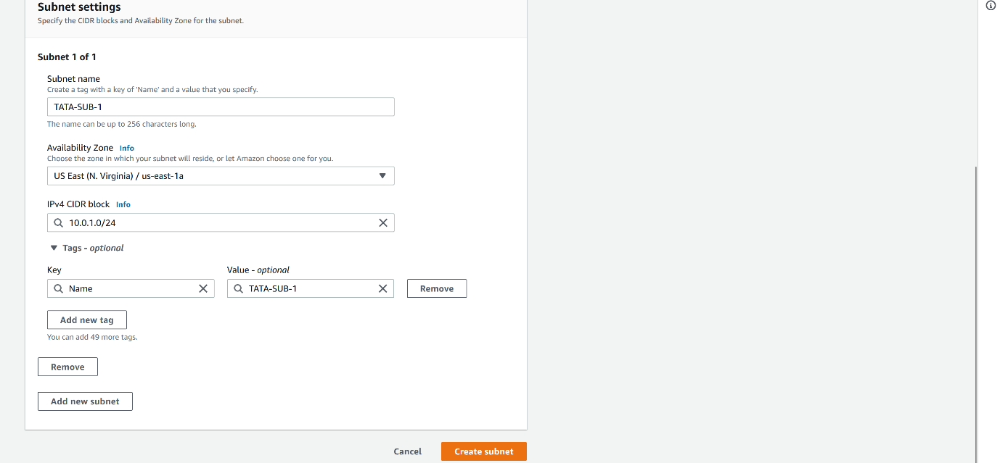 Subnet settings
Specify the CIDR blocks and Availability Zone for the subnet.
Subnet 1 of 1
Subnet name
Create a tag with a key of 'Name' and a value that you specify.
TATA-SUB-1
The name can be up to 256 characters long.
Availability Zone Info
Choose the zone in which your subnet will reside, or let Amazon choose one for you.
US East (N. Virginia) / us-east-1a
IPv4 CIDR block Info
10.0.1.0/24
Tags - optional
Key Value - optional
Name TATA-SUB-1 Remove
Add new tag
You can add 49 more tags.
Remove
Add new subnet
Cancel Create subnet